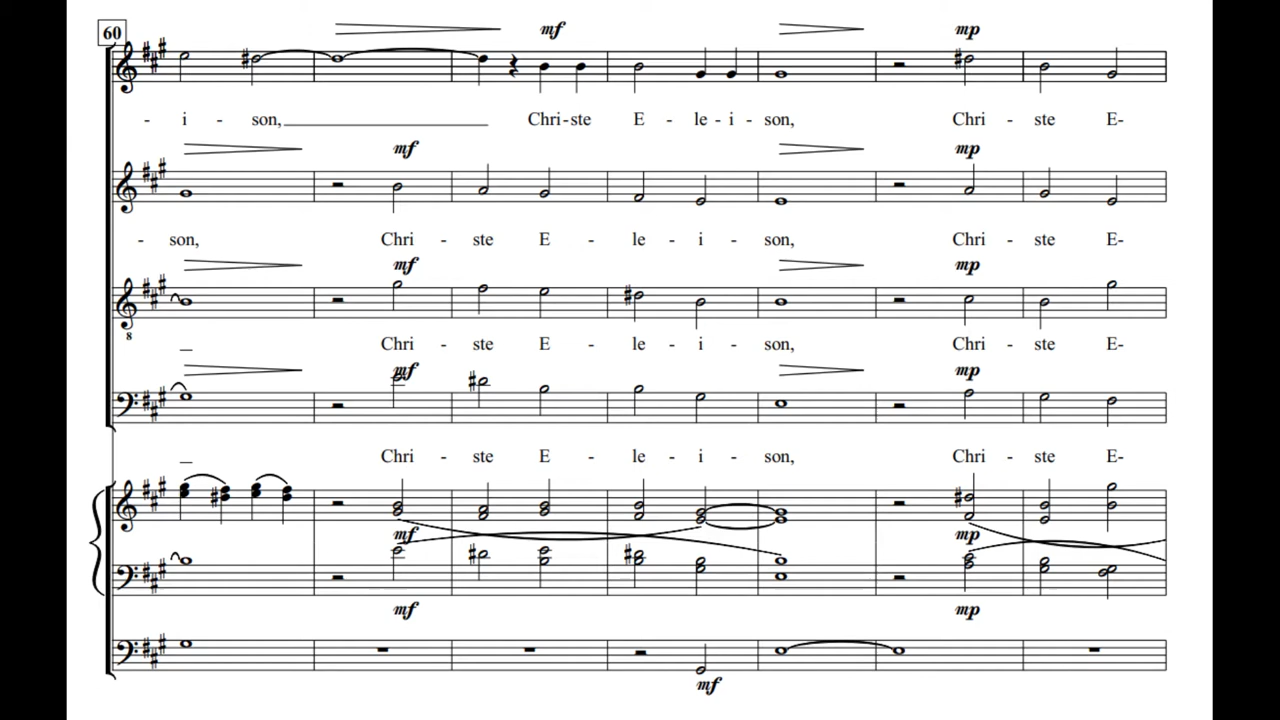 60
mf mp
- i - son, Chri - ste E - le - i - son, Chri - ste E-
mf mp
- son, Chri - ste E - le - i - son, Chri - ste E-
mf mp
8
Chri - ste E - le - i - son, Chri - ste E-
mf mp
Chri - ste E - le - i - son, Chri - ste E-
mf mp
mf mp
mf